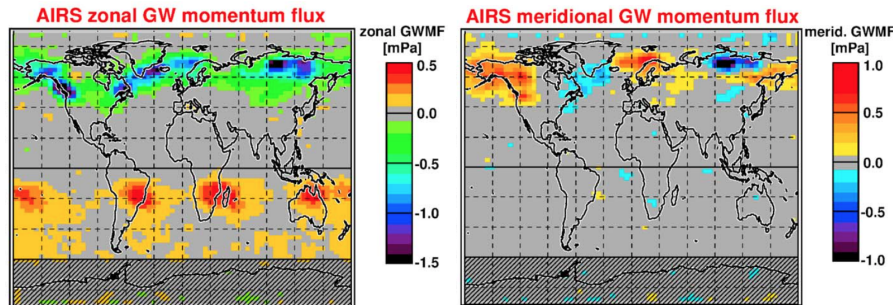 AIRS zonal GW momentum flux
zonal GWMF
[mPa]
0.5
0.0
-0.5
-1.0
-1.5
AIRS meridional GW momentum flux
merid. GWMF
[mPa]
1.0
0.5
0.0
-0.5
-1.0